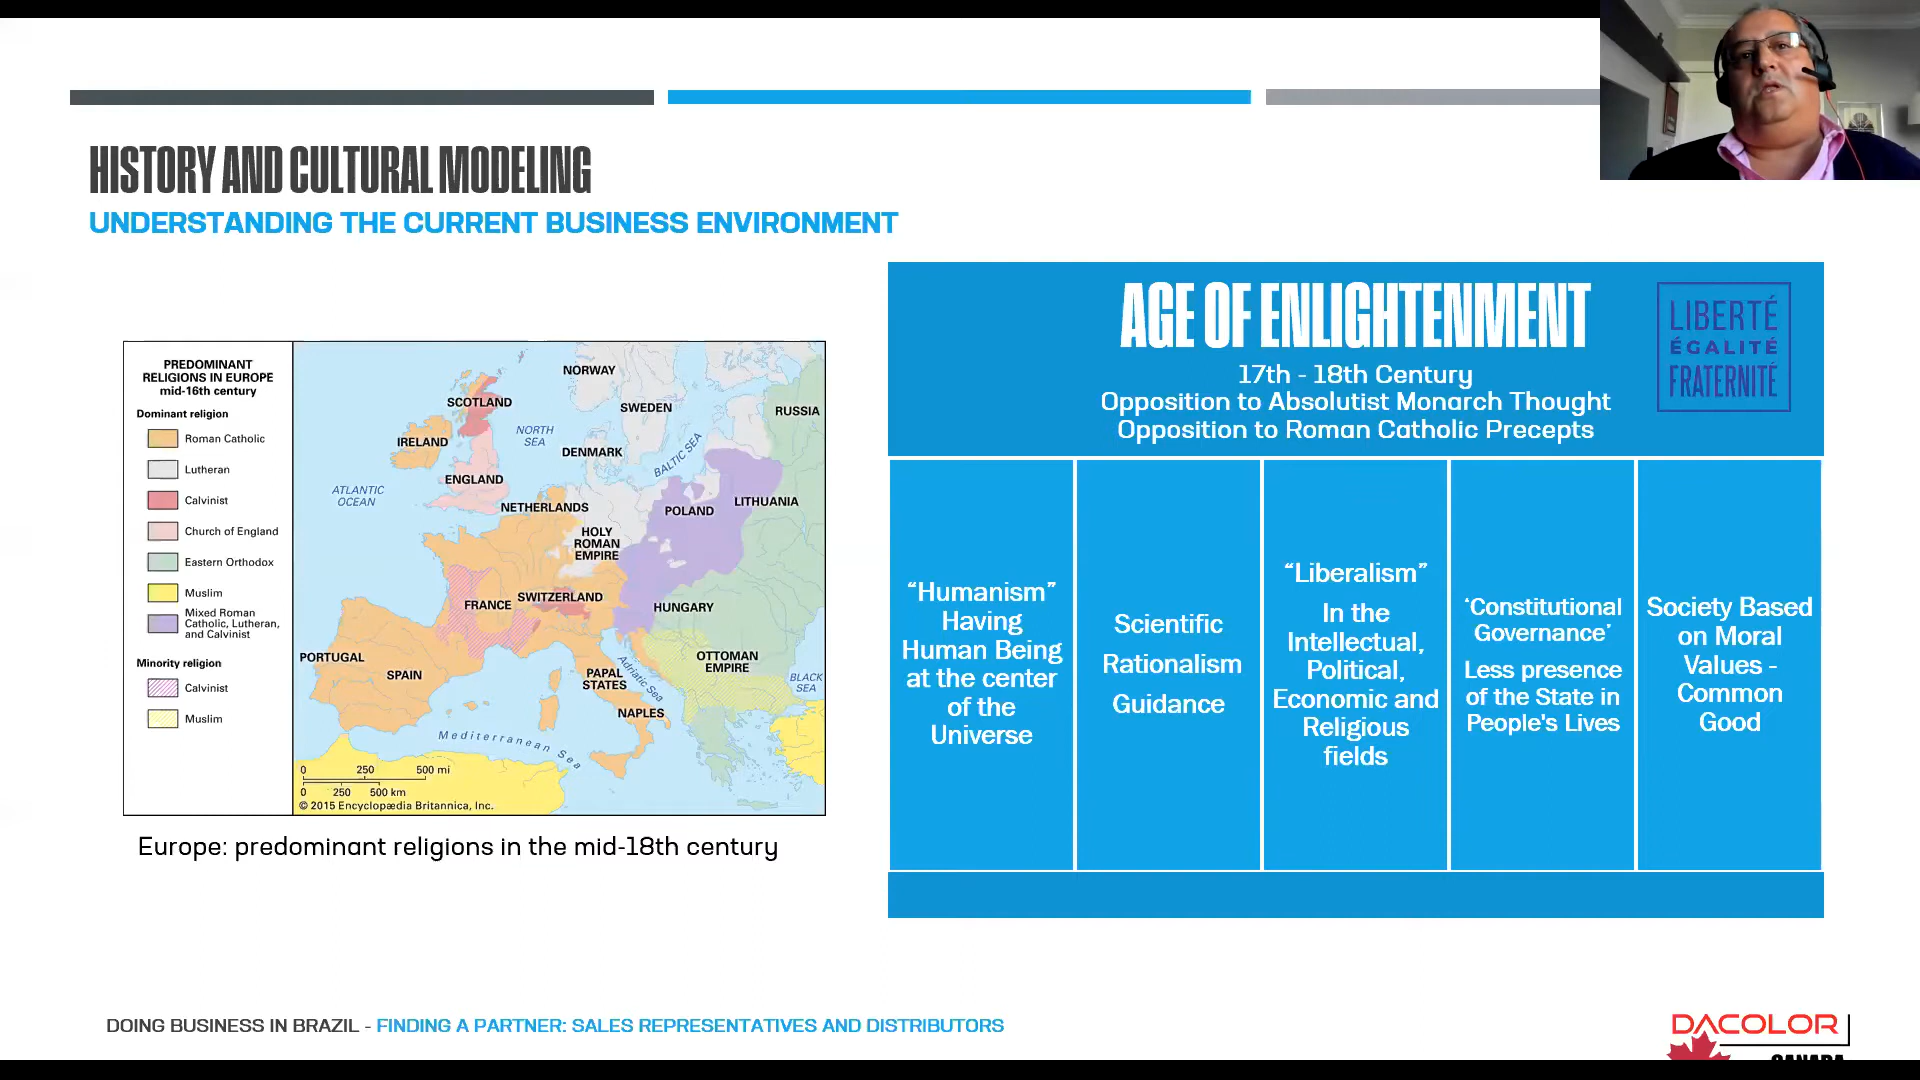 HISTORY AND CULTURAL MODELING
UNDERSTANDING THE CURRENT BUSINESS ENVIRONMENT
PREDOMINANT
RELIGIONS IN EUROPE
mid-16th century
Dominant religion
Roman Catholic
Lutheran
Calvinist
Church of England
Eastern Orthodox
Muslim
Mixed Roman
Catholic, Lutheran,
and Calvinist
Minority religion
Calvinist
Muslim
NORWAY
SCOTLAND
SWEDEN
RUSSIA
NORTH
SEA
IRELAND
DENMARK
BALTIC SEA
ENGLAND
ATLANTIC
OCEAN
NETHERLANDS
POLAND
LITHUANIA
HOLY
ROMAN
EMPIRE
FRANCE
SWITZERLAND
HUNGARY
PORTUGAL
SPAIN
PAPAL
STATES
Adriatic Sea
OTTOMAN
EMPIRE
BLACK
SEA
NAPLES
Mediterranean Sea
0 250 500 mi
0 250 500 km
© 2015 Encyclopædia Britannica, Inc.
Europe: predominant religions in the mid-18th century
AGE OF ENLIGHTENMENT
17th - 18th Century
Opposition to Absolutist Monarch Thought
Opposition to Roman Catholic Precepts
LIBERTÉ
ÉGALITÉ
FRATERNITÉ
“Humanism”
Having
Human Being
at the center
of the
Universe
Scientific
Rationalism
Guidance
“Liberalism”
In the
Intellectual,
Political,
Economic and
Religious
fields
‘Constitutional
Governance’
Less presence
of the State in
People's Lives
Society Based
on Moral
Values -
Common
Good
DOING BUSINESS IN BRAZIL - FINDING A PARTNER: SALES REPRESENTATIVES AND DISTRIBUTORS
DACOLOR
CANADA